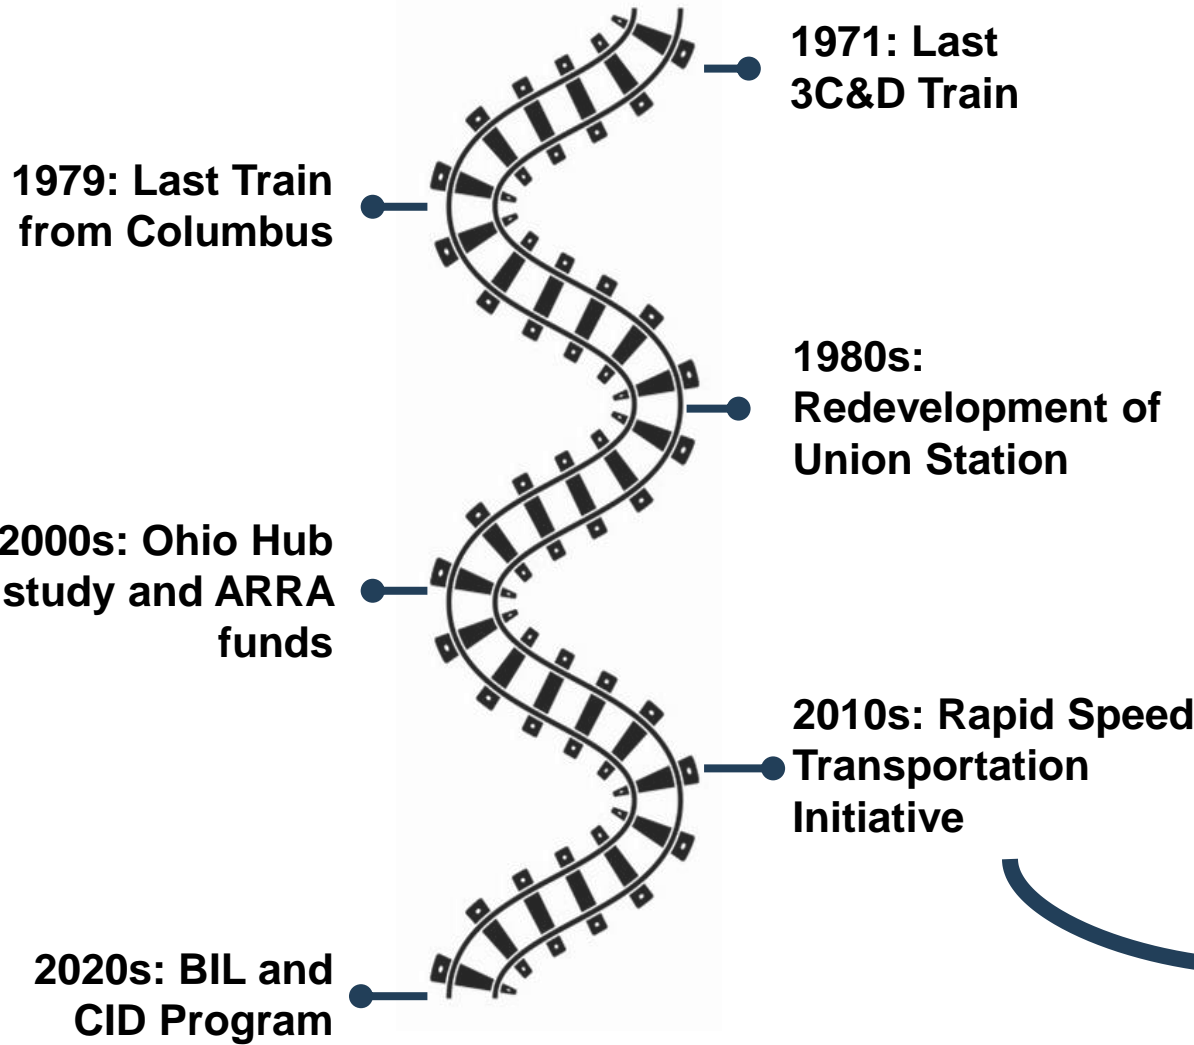 1971: Last
3C&D Train
1979: Last Train
from Columbus
1980s:
Redevelopment of
Union Station
2000s: Ohio Hub
study and ARRA
funds
2010s: Rapid Speed
Transportation
Initiative
2020s: BIL and
CID Program